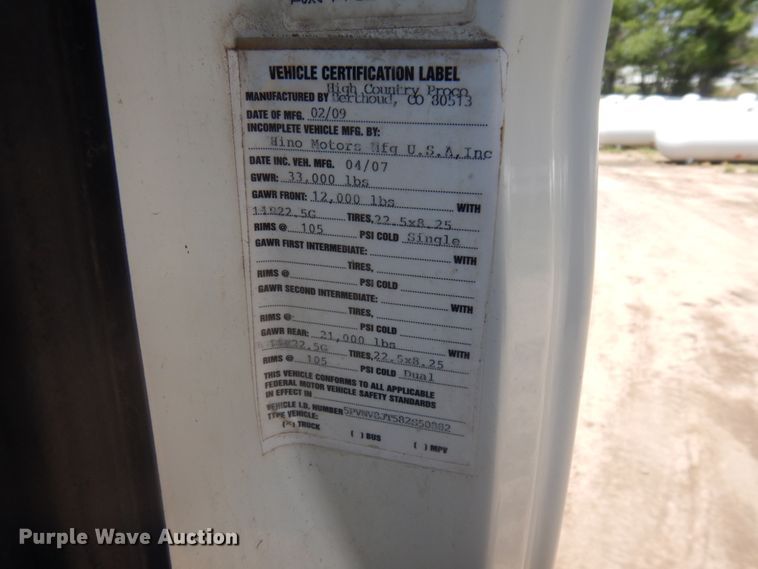 VEHICLE CERTIFICATION LABEL
High Country Proco
MANUFACTURED BY Berthoud, CO 80513
DATE OF MFG. 02/09
INCOMPLETE VEHICLE MFG. BY:
Hino Motors Mfg U.S.A, Inc
DATE INC. VEH. MFG. 04/07
GVWR: 33,000 lbs
GAWR FRONT: 12,000 lbs WITH
TIRES, 22.5x8.25
RIMS @ 105 PSI COLD Single
GAWR FIRST INTERMEDIATE: WITH
TIRES,
RIMS @ PSI COLD
GAWR SECOND INTERMEDIATE: WITH
TIRES,
RIMS @ PSI COLD
GAWR REAR: 21,000 lbs WITH
TIRES, 22.5x8.25
RIMS @ 105 PSI COLD Dual
THIS VEHICLE CONFORMS TO ALL APPLICABLE
FEDERAL MOTOR VEHICLE SAFETY STANDARDS
IN EFFECT IN
VEHICLE I.D. NUMBER
TYPE VEHICLE:
(X) TRUCK ( ) BUS ( ) MPV
Purple Wave Auction